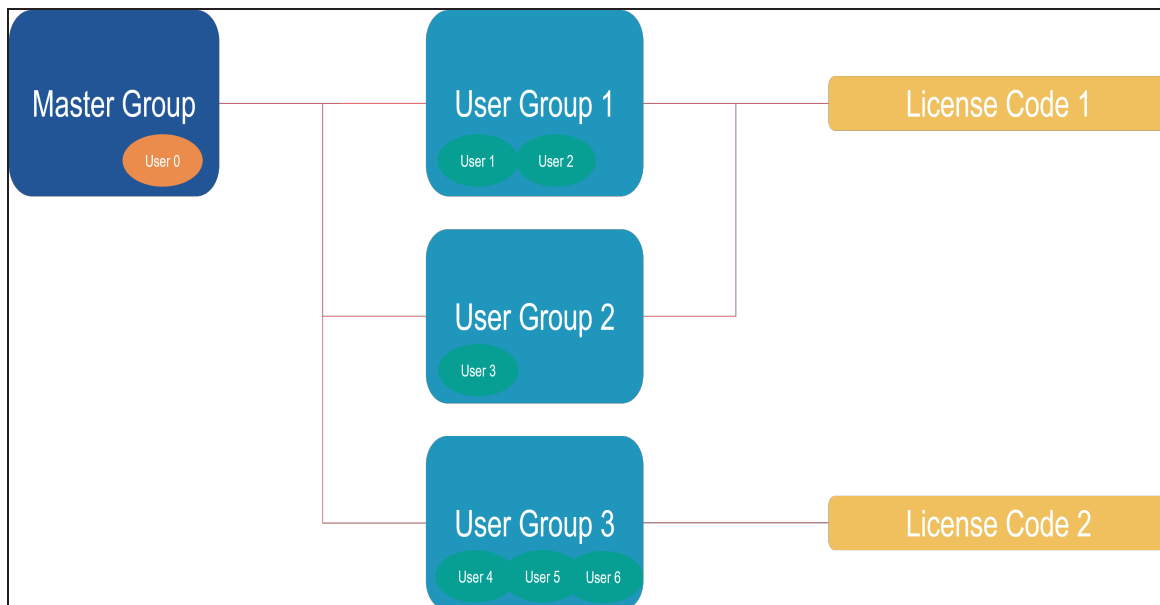 Master Group
User 0
User Group 1
User 1
User 2
License Code 1
User Group 2
User 3
User Group 3
User 4
User 5
User 6
License Code 2